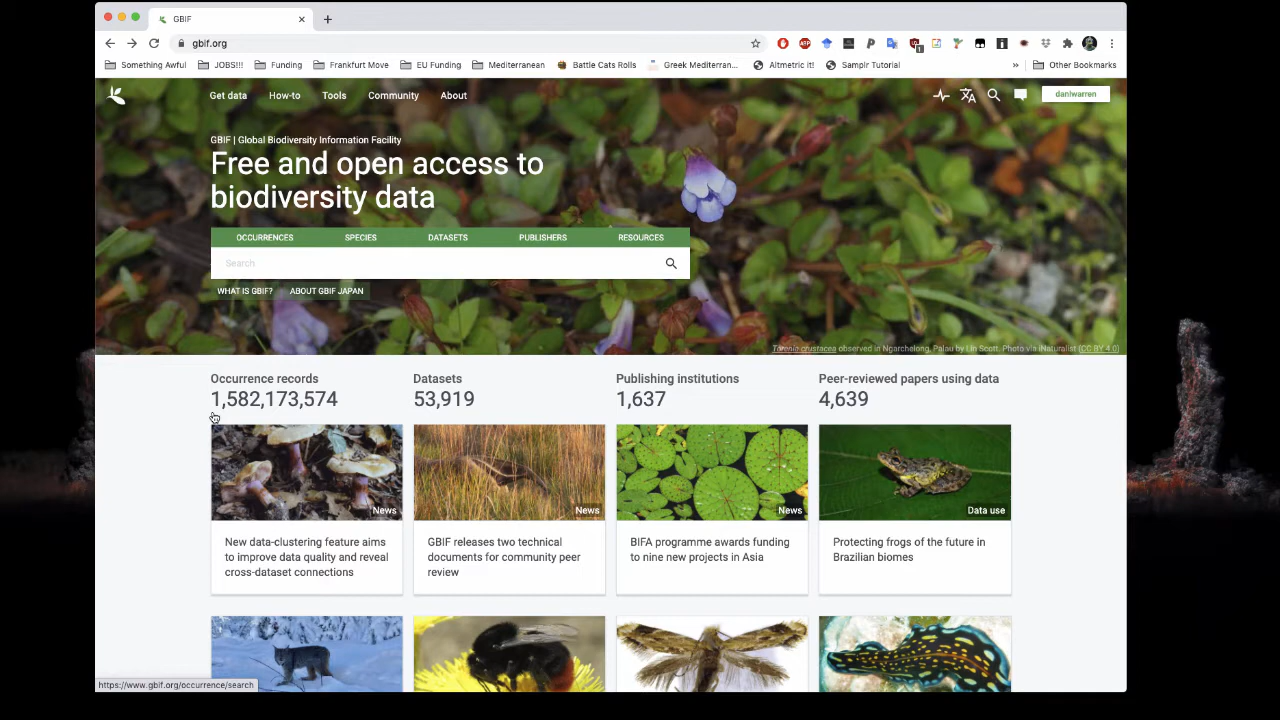 GBIF
gbif.org
Something Awful
JOBS!!!
Funding
Frankfurt Move
EU Funding
Mediterranean
Battle Cats Rolls
Greek Mediterran...
Altmetric it!
Samplr Tutorial
»
Other Bookmarks
Get data
How-to
Tools
Community
About
danlwarren
GBIF | Global Biodiversity Information Facility
Free and open access to
biodiversity data
OCCURRENCES
SPECIES
DATASETS
PUBLISHERS
RESOURCES
Search
WHAT IS GBIF?
ABOUT GBIF JAPAN
Torenia crustacea observed in Ngarchelong, Palau by Lin Scott. Photo via iNaturalist (CC BY 4.0)
Occurrence records
1,582,173,574
Datasets
53,919
Publishing institutions
1,637
Peer-reviewed papers using data
4,639
News
New data-clustering feature aims
to improve data quality and reveal
cross-dataset connections
News
GBIF releases two technical
documents for community peer
review
News
BIFA programme awards funding
to nine new projects in Asia
Data use
Protecting frogs of the future in
Brazilian biomes
https://www.gbif.org/occurrence/search